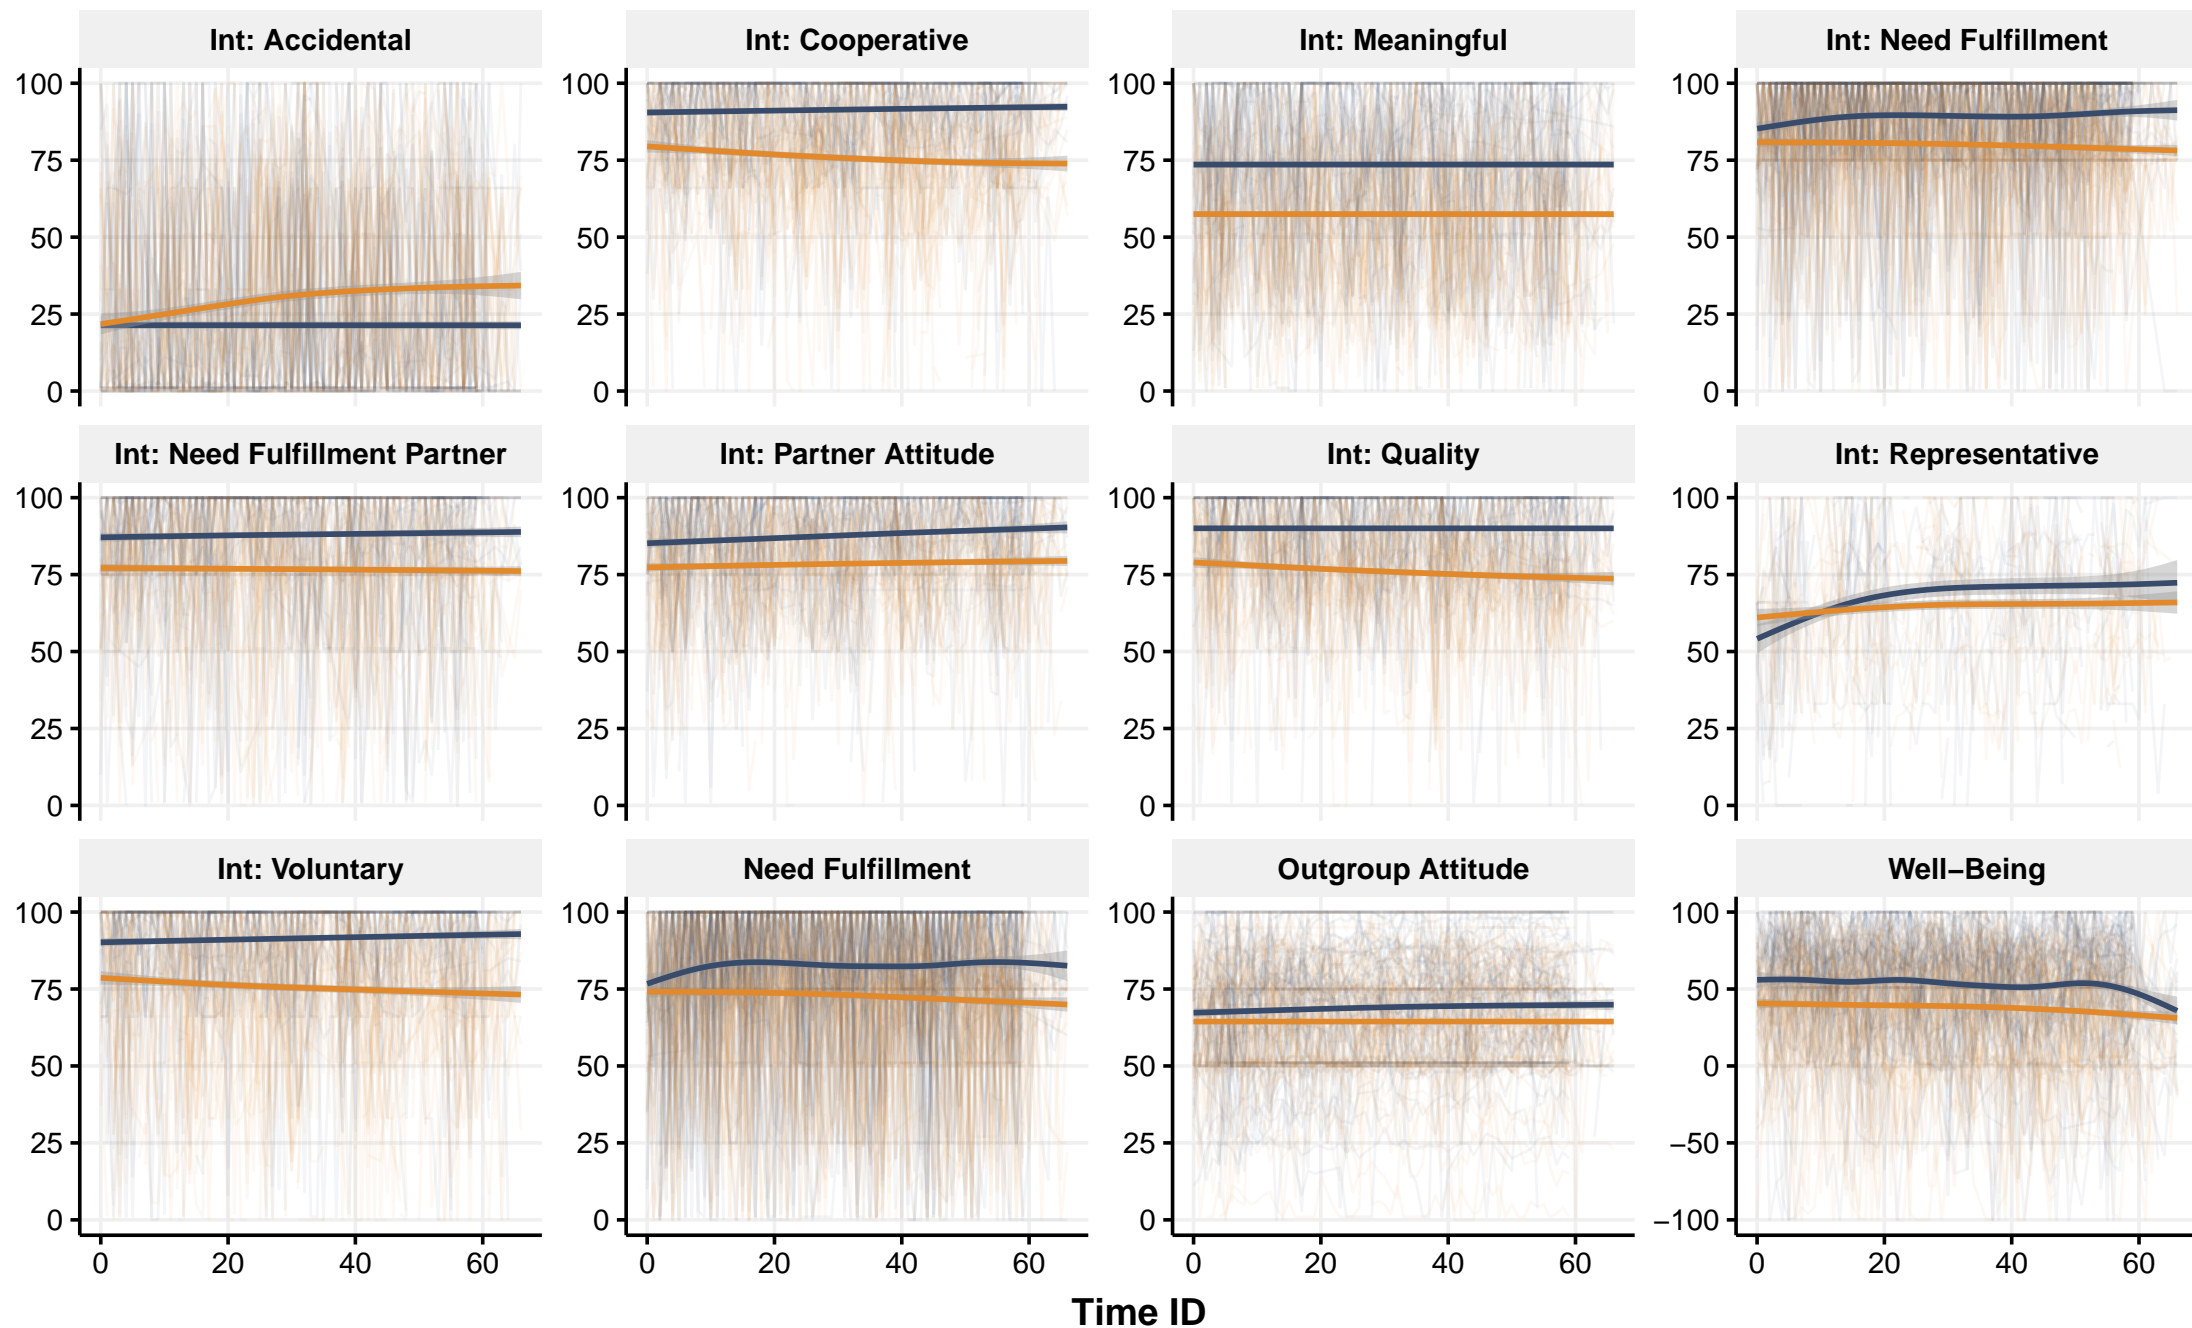 Int: Accidental Int: Cooperative Int: Meaningful Int: Need Fulfillment
100 100 100 100
75 75 75 75
50 50 50 50
25 25 25 25
0 0 0 0
Int: Need Fulfillment Partner Int: Partner Attitude Int: Quality Int: Representative
100 100 100 100
75 75 75 75
50 50 50 50
25 25 25 25
0 0 0 0
Int: Voluntary Need Fulfillment Outgroup Attitude Well−Being
100 100 100 100
75 75 75 50
50 50 50 0
25 25 25 −50
0 0 0 −100
0 20 40 60 0 20 40 60 0 20 40 60 0 20 40 60
Time ID